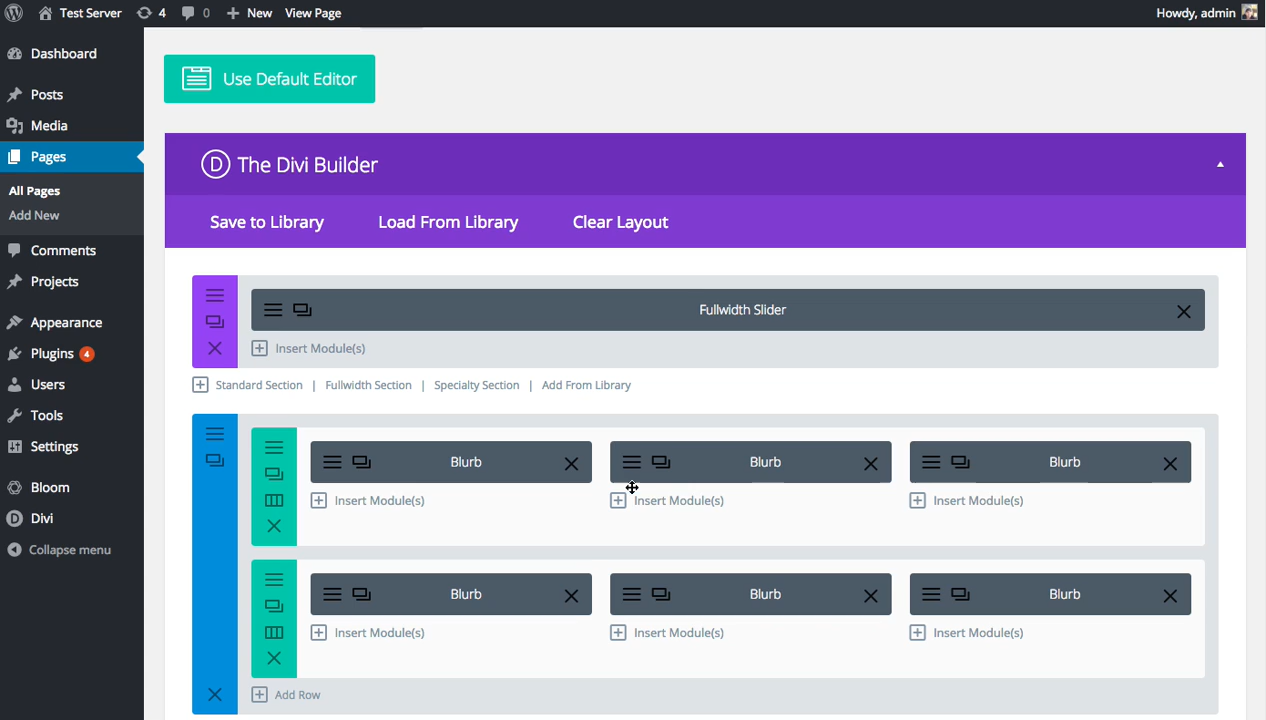 Test Server 4 0 New View Page Howdy, admin
Dashboard
Posts
Media
Pages
All Pages
Add New
Comments
Projects
Appearance
Plugins 4
Users
Tools
Settings
Bloom
Divi
Collapse menu
Use Default Editor
D The Divi Builder
Save to Library Load From Library Clear Layout
Fullwidth Slider
Insert Module(s)
Standard Section | Fullwidth Section | Specialty Section | Add From Library
Blurb Blurb Blurb
Insert Module(s) Insert Module(s) Insert Module(s)
Blurb Blurb Blurb
Insert Module(s) Insert Module(s) Insert Module(s)
Add Row